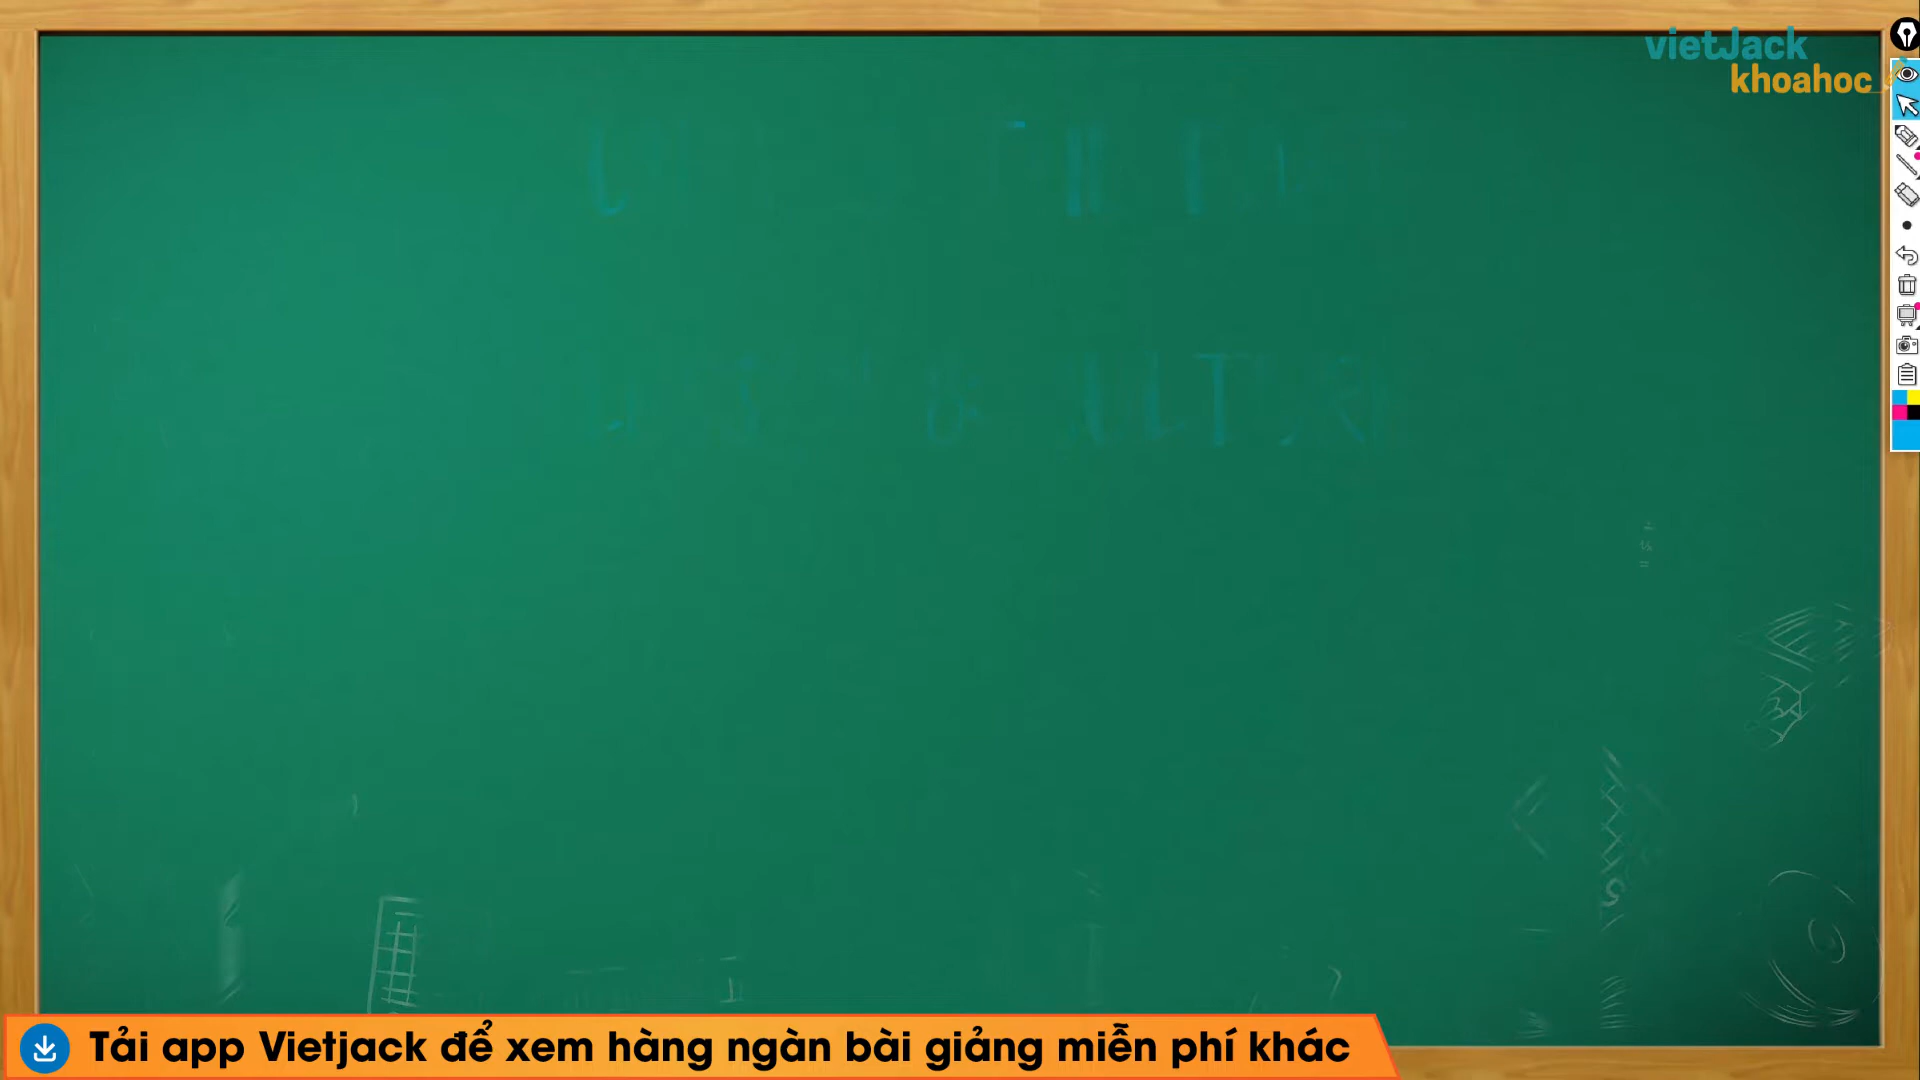 vietJack
khoahoc
Tải app Vietjack để xem hàng ngàn bài giảng miễn phí khác